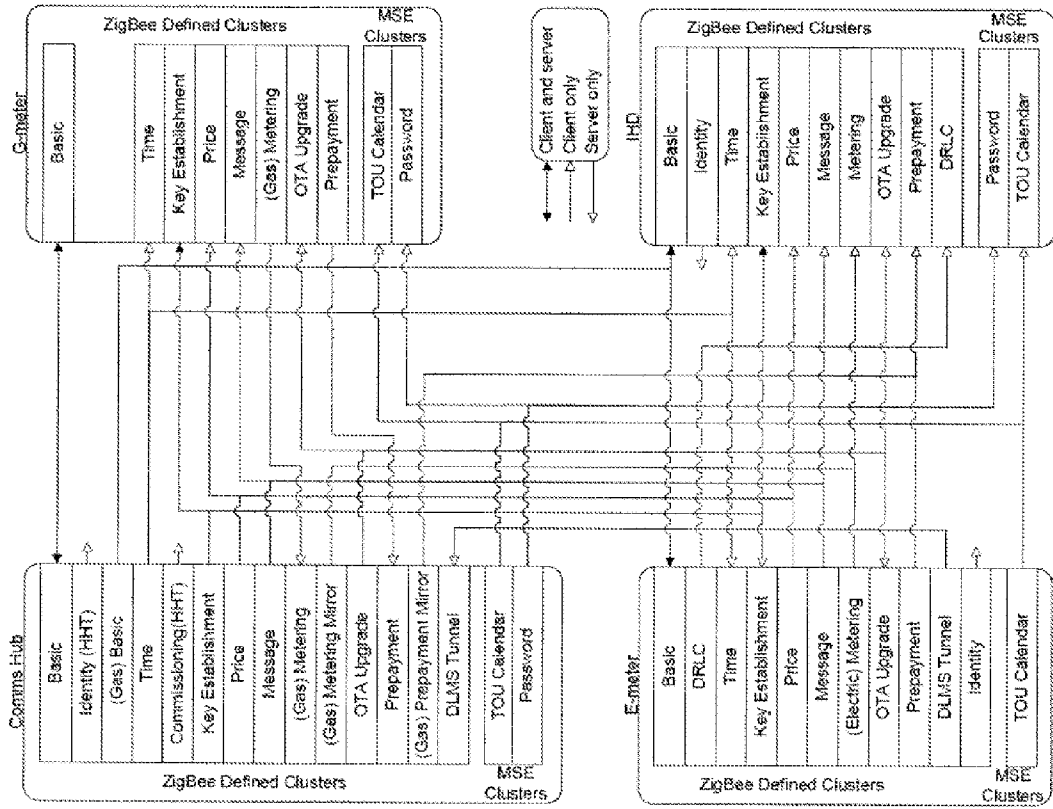 Comms Hub
ZigBee Defined Clusters
Basic
Identity (HHT)
(Gas) Basic
Time
Commissioning(HHT)
Key Establishment
Price
Message
(Gas) Metering
(Gas) Metering Mirror
OTA Upgrade
Prepayment
(Gas) Prepayment Mirror
DLMS Tunnel
MSE
Clusters
TOU Calendar
Password
G-meter
ZigBee Defined Clusters
Basic
Time
Key Establishment
Price
Message
(Gas) Metering
OTA Upgrade
Prepayment
MSE
Clusters
TOU Calendar
Password
Client and server
Client only
Server only
E-meter
ZigBee Defined Clusters
Basic
DRLC
Time
Key Establishment
Price
Message
(Electric) Metering
OTA Upgrade
Prepayment
DLMS Tunnel
Identity
MSE
Clusters
TOU Calendar
IHD
ZigBee Defined Clusters
Basic
Identity
Time
Key Establishment
Price
Message
Metering
OTA Upgrade
Prepayment
DRLC
MSE
Clusters
Password
TOU Calendar